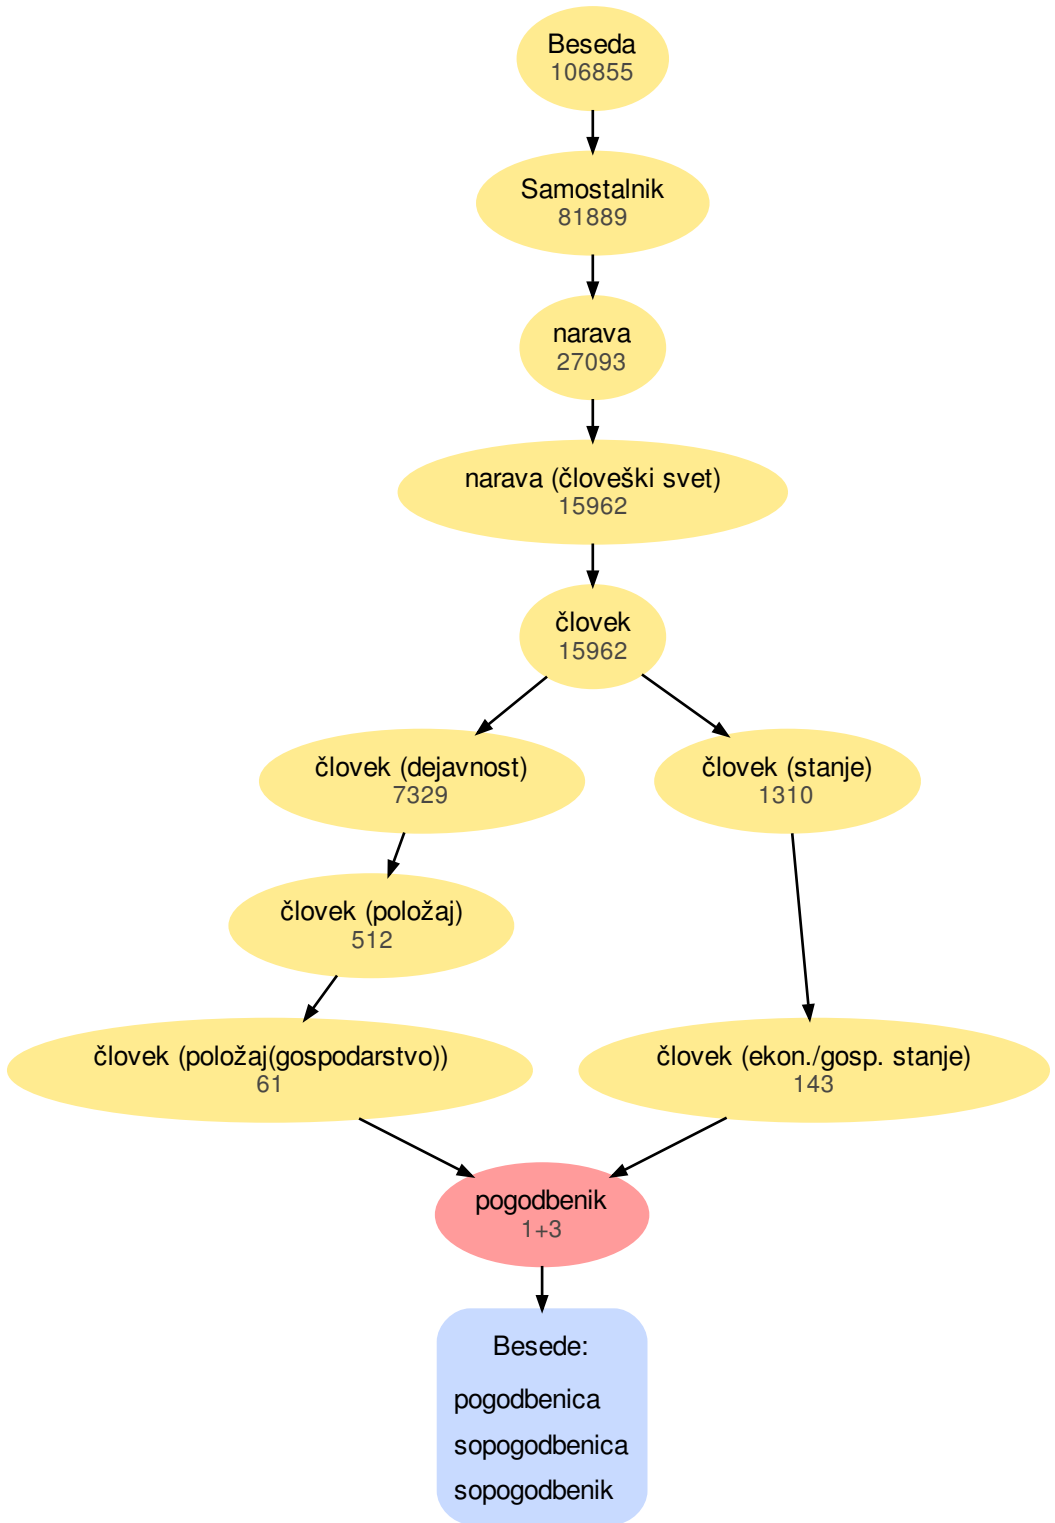 Beseda
106855
Samostalnik
81889
narava
27093
narava (človeški svet)
15962
človek
15962
človek (dejavnost)
7329
človek (stanje)
1310
človek (položaj)
512
človek (položaj(gospodarstvo))
61
človek (ekon./gosp. stanje)
143
pogodbenik
1+3
Besede:
pogodbenica
sopogodbenica
sopogodbenik